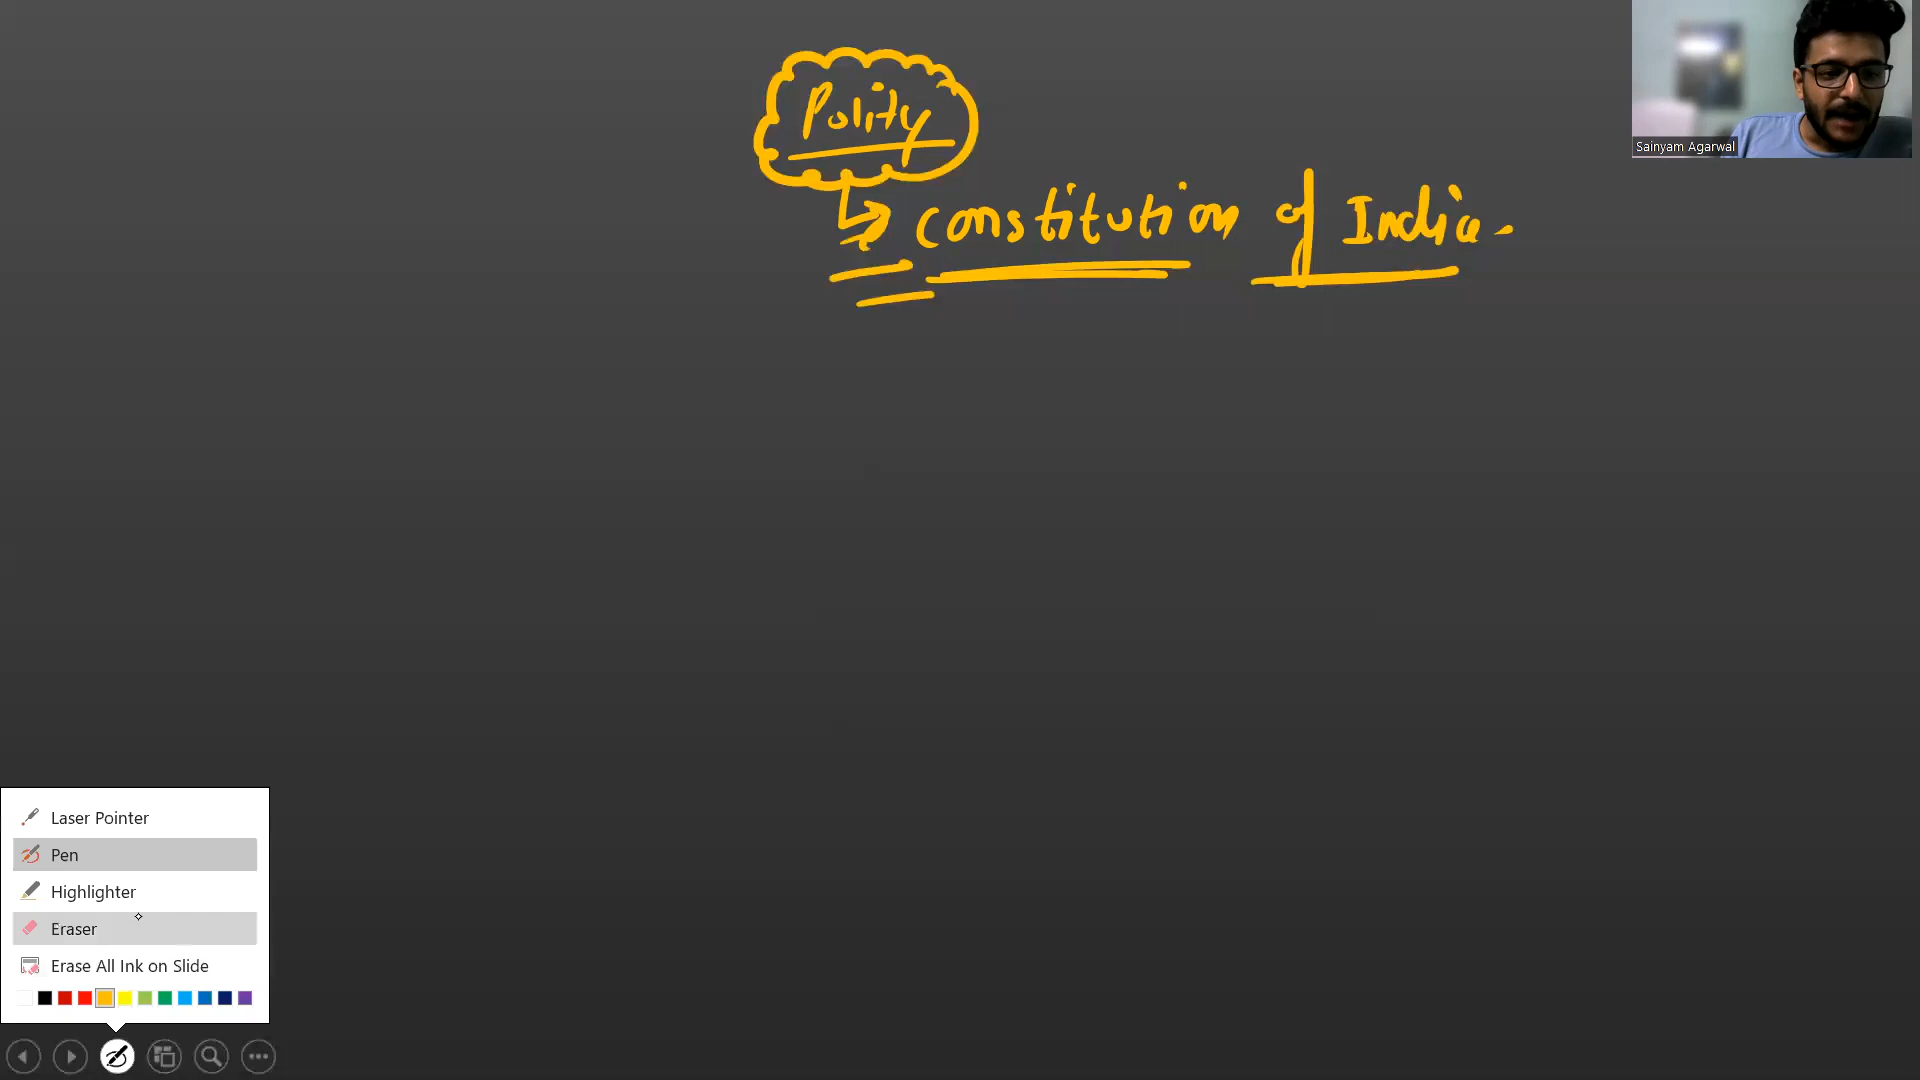 Polity
constitution of India.
Sainyam Agarwal
Laser Pointer
Pen
Highlighter
Eraser
Erase All Ink on Slide